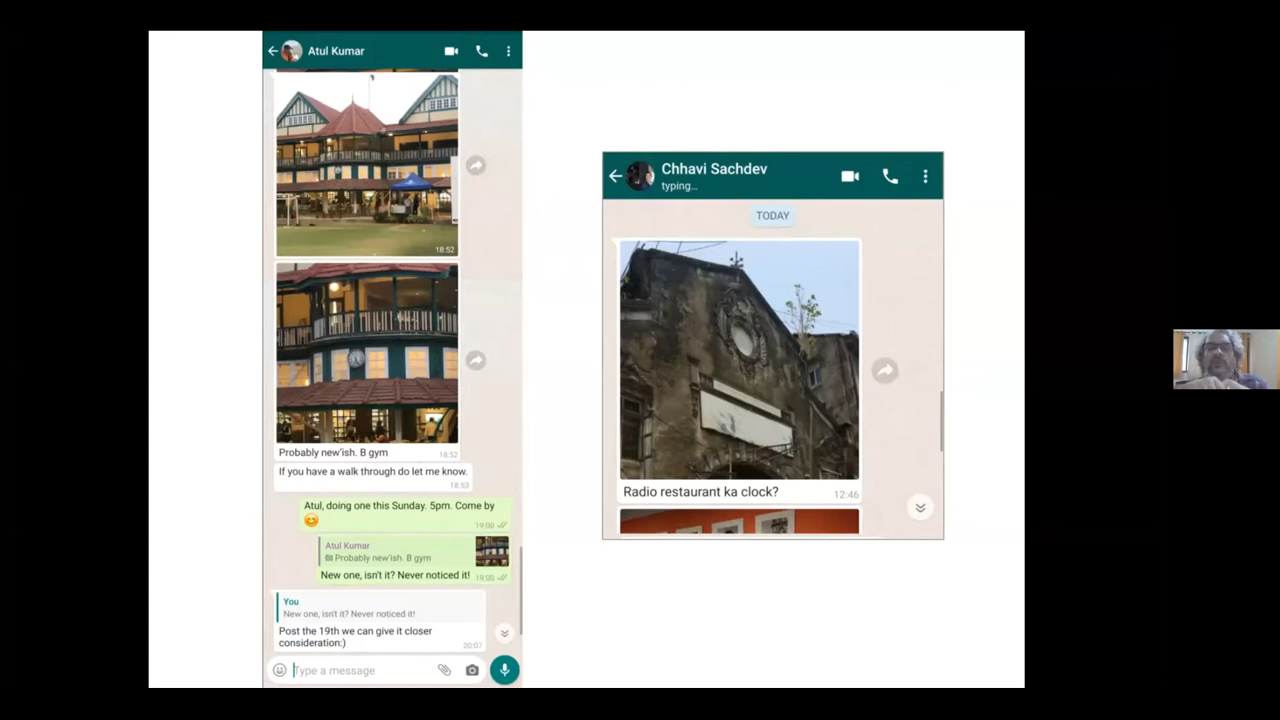 Atul Kumar
18:52
Probably new'ish. B gym
18:52
If you have a walk through do let me know.
18:53
Atul, doing one this Sunday. 5pm. Come by
😊
19:00
Atul Kumar
Probably new'ish. B gym
New one, isn't it? Never noticed it!
19:00
You
New one, isn't it? Never noticed it!
Post the 19th we can give it closer
consideration:)
20:07
Type a message
Chhavi Sachdev
typing...
TODAY
Radio restaurant ka clock?
12:46